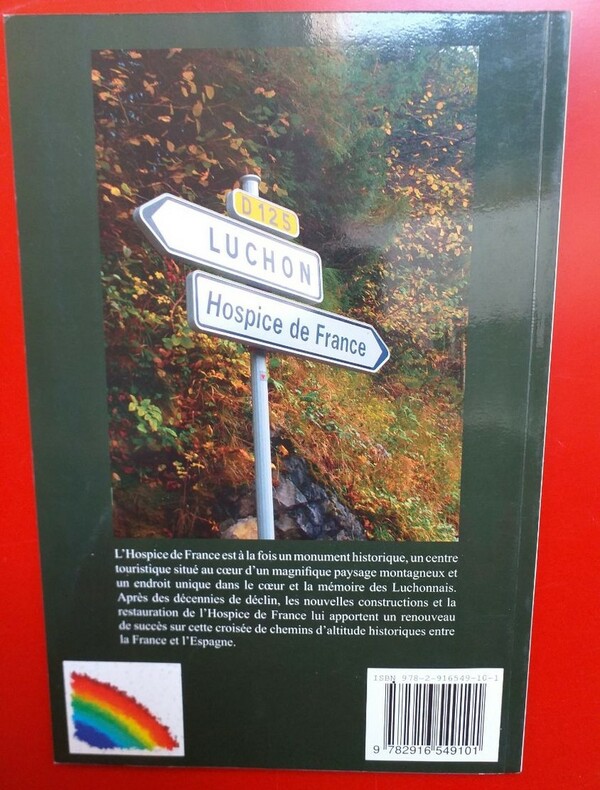 D 125
LUCHON
Hospice de France
L'Hospice de France est à la fois un monument historique, un centre
touristique situé au cœur d'un magnifique paysage montagneux et
un endroit unique dans le cœur et la mémoire des Luchonnais.
Après des décennies de déclin, les nouvelles constructions et la
restauration de l'Hospice de France lui apportent un renouveau
de succès sur cette croisée de chemins d'altitude historiques entre
la France et l'Espagne.
ISBN 978-2-916549-10-1
9 782916 549101